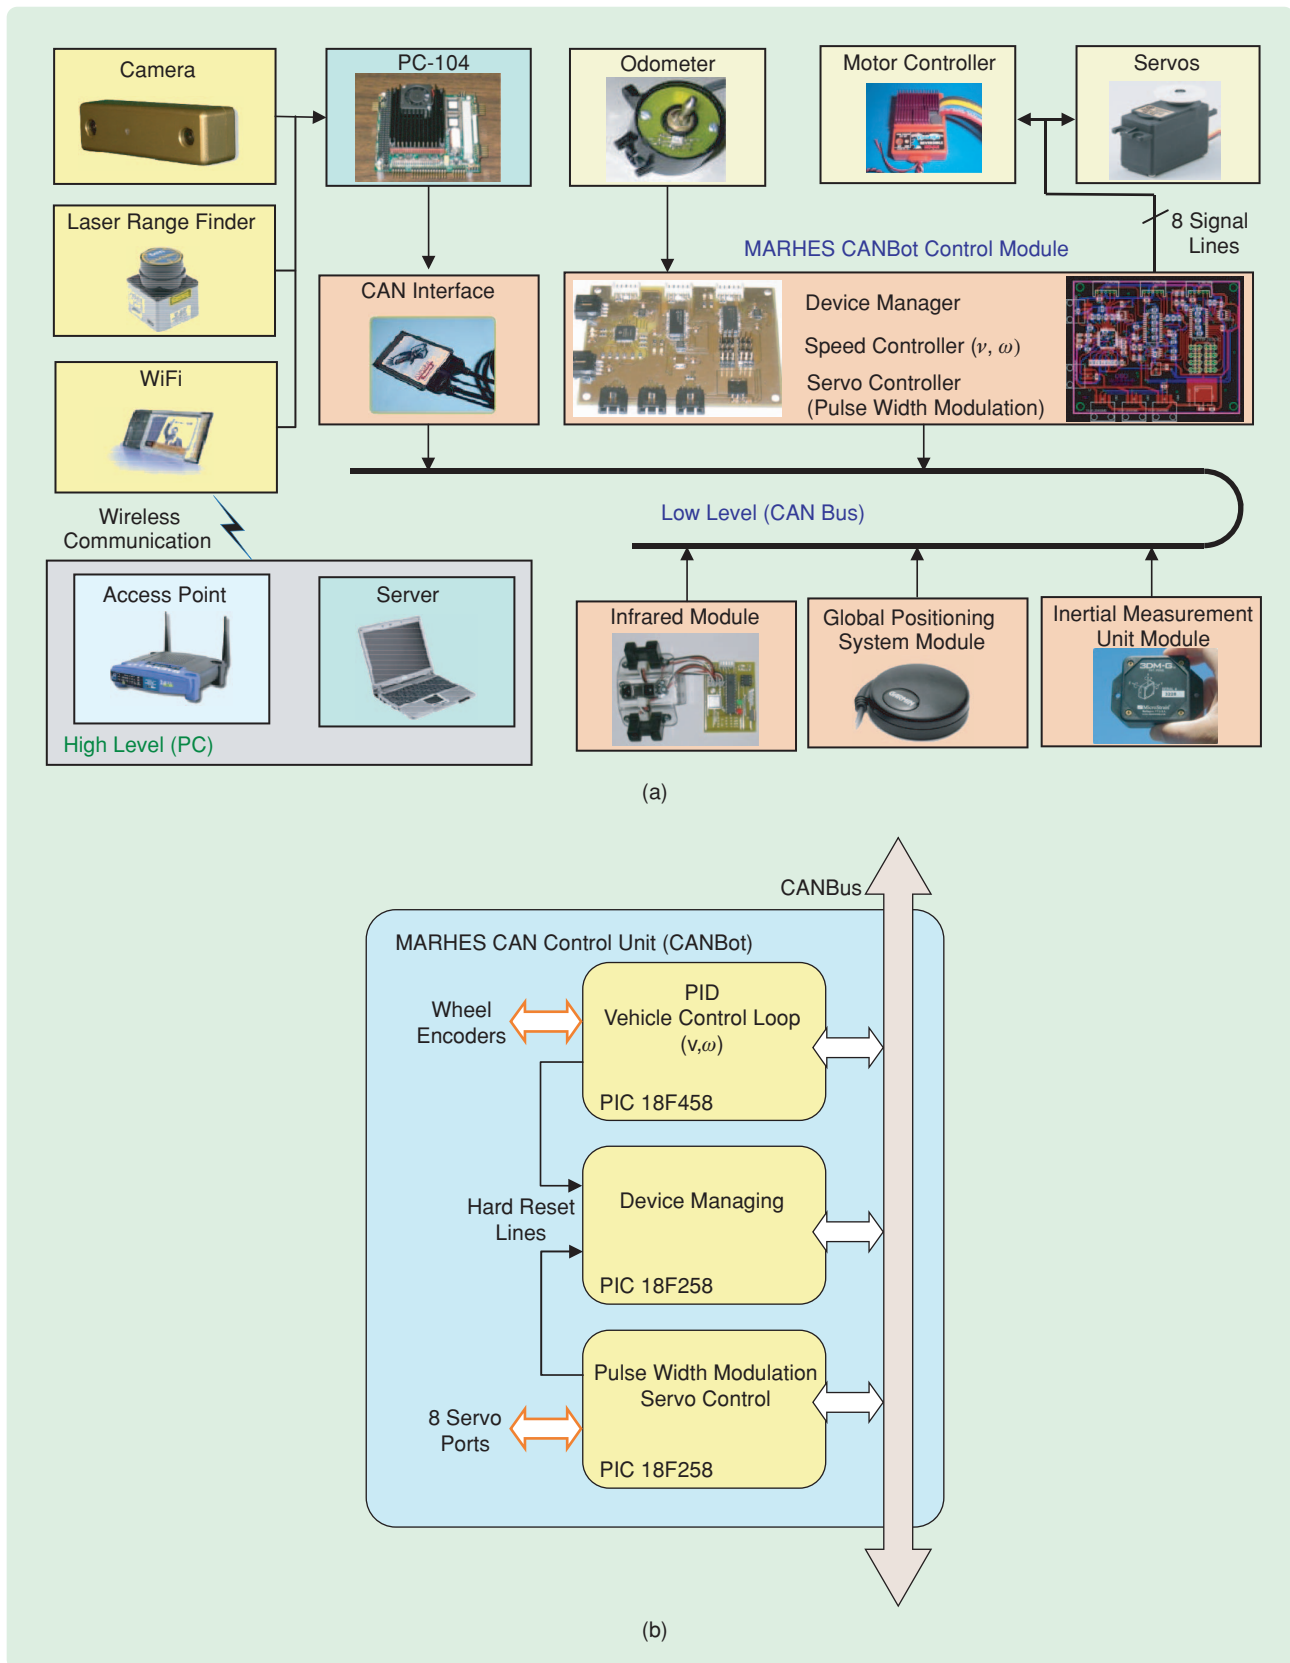 Camera
PC-104
Odometer
Motor Controller
Servos
Laser Range Finder
8 Signal
Lines
MARHES CANBot Control Module
CAN Interface
Device Manager
Speed Controller (ν, ω)
Servo Controller
(Pulse Width Modulation)
WiFi
Wireless
Communication
Low Level (CAN Bus)
Access Point
Server
High Level (PC)
Infrared Module
Global Positioning
System Module
Inertial Measurement
Unit Module
3DM-G
(a)
CANBus
MARHES CAN Control Unit (CANBot)
Wheel
Encoders
PID
Vehicle Control Loop
(v,ω)
PIC 18F458
Hard Reset
Lines
Device Managing
PIC 18F258
Pulse Width Modulation
Servo Control
8 Servo
Ports
PIC 18F258
(b)